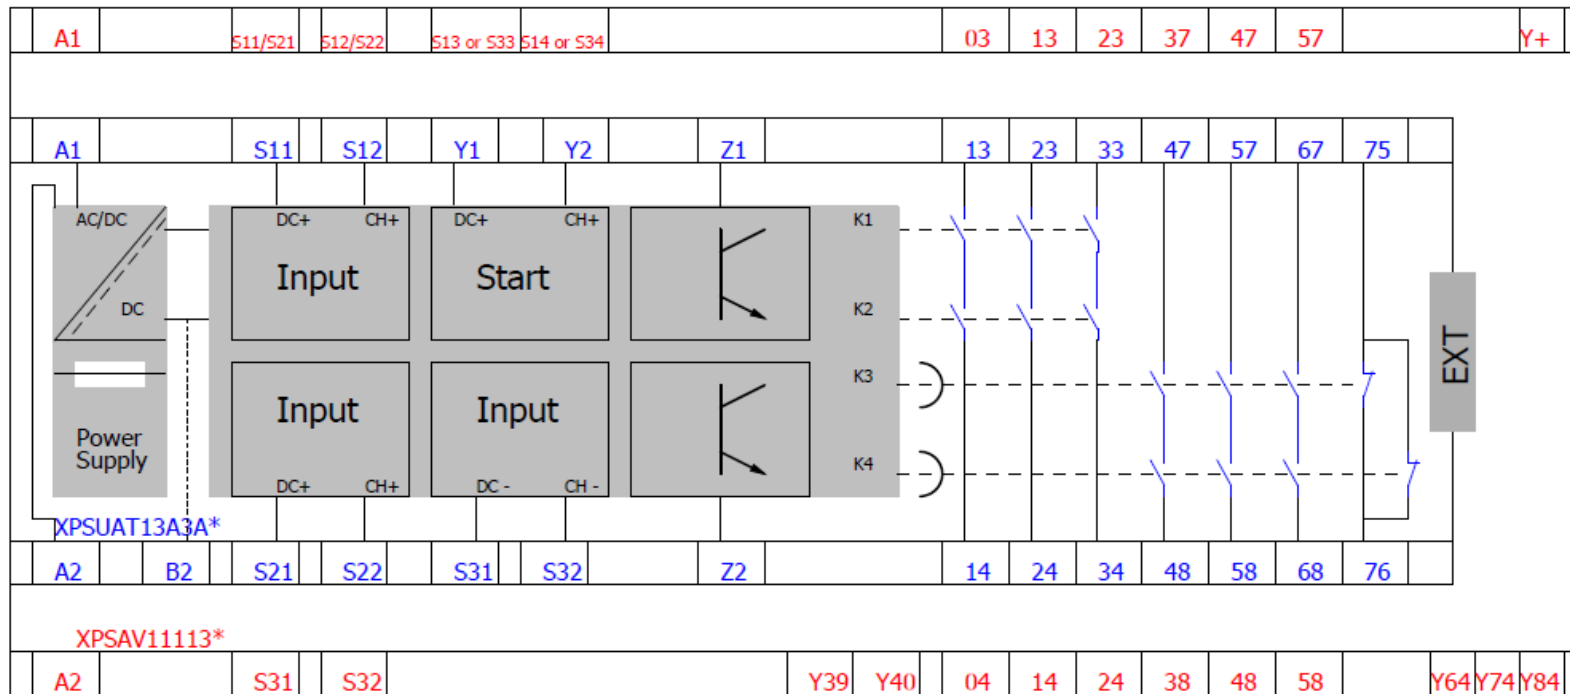 A1 S11/S21 S12/S22 S13 or S33 S14 or S34 03 13 23 37 47 57 Y+
A1 S11 S12 Y1 Y2 Z1 13 23 33 47 57 67 75
AC/DC DC+ CH+ DC+ CH+ K1
Input Start
DC K2
EXT
K3
Input Input
Power
Supply K4
DC+ CH+ DC - CH -
XPSUAT13A3A*
A2 B2 S21 S22 S31 S32 Z2 14 24 34 48 58 68 76
XPSAV11113*
A2 S31 S32 Y39 Y40 04 14 24 38 48 58 Y64 Y74 Y84